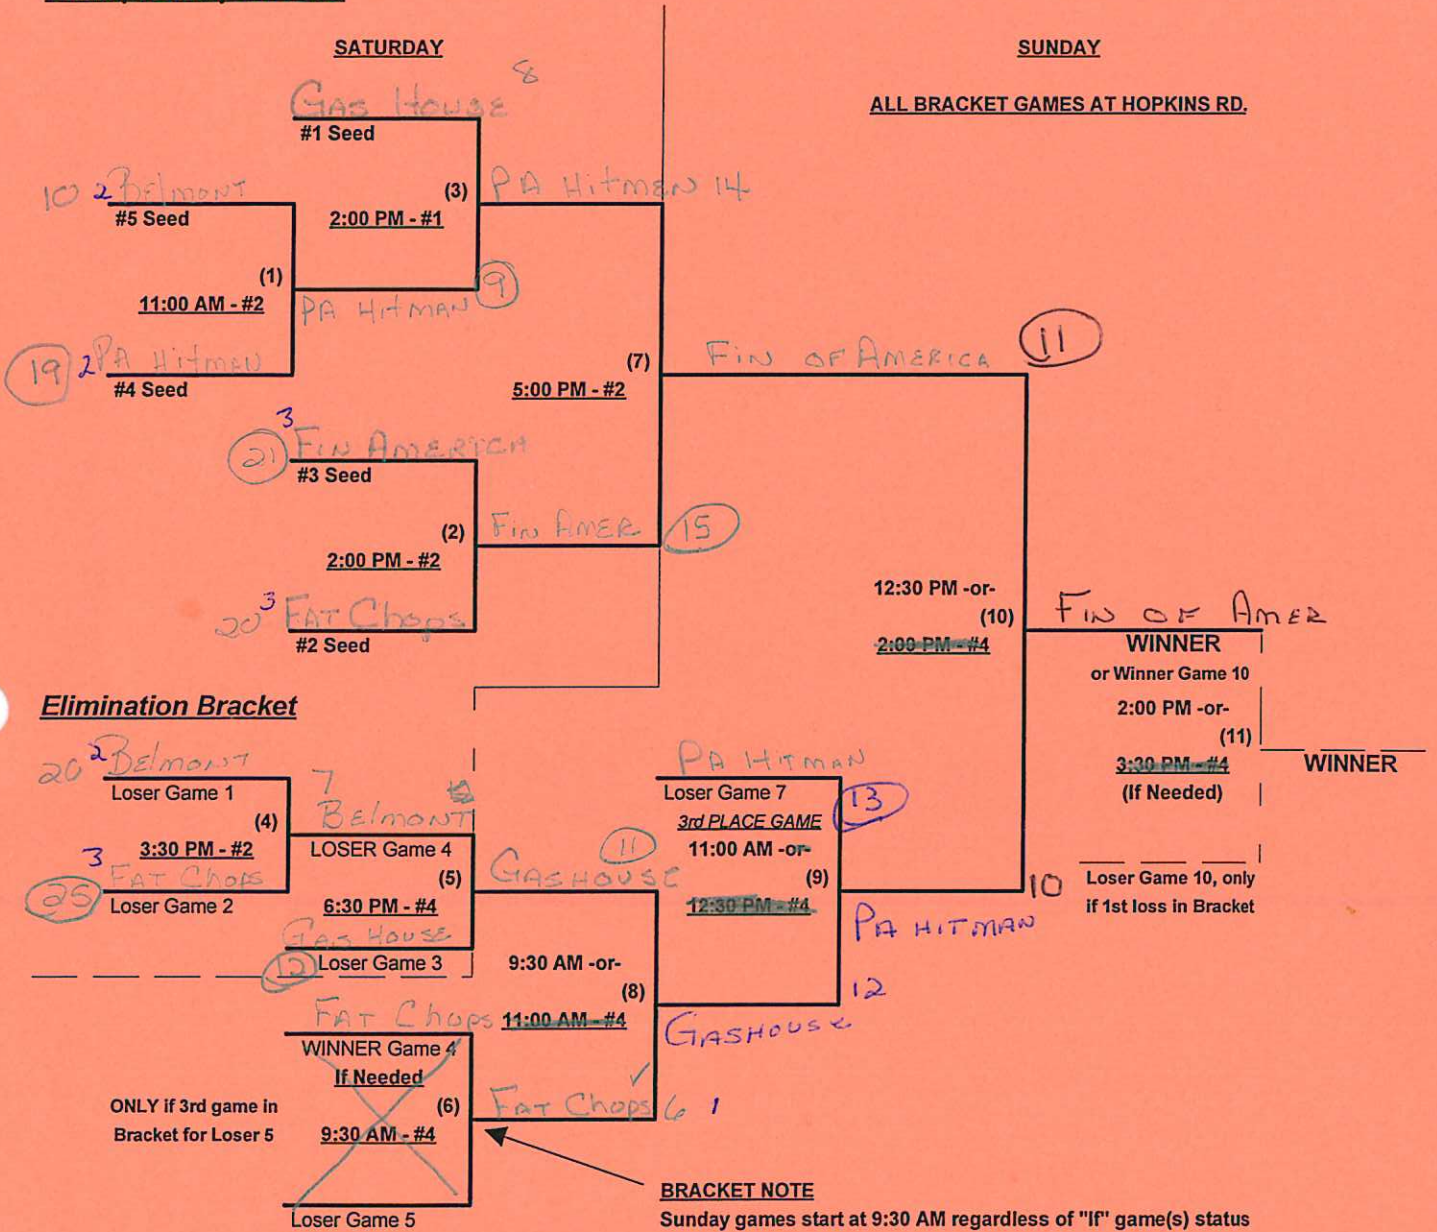 SATURDAY
SUNDAY
ALL BRACKET GAMES AT HOPKINS RD.
GAS HOUSE 8
#1 Seed
10 2 Belmont
#5 Seed
(3)
2:00 PM - #1
PA Hitmen 14
(1)
11:00 AM - #2
PA Hitman 9
19 2 PA Hitman
#4 Seed
(7)
5:00 PM - #2
Fin of America 11
21 3 Fin America
#3 Seed
(2)
2:00 PM - #2
Fin Amer 15
20 3 Fat Chops
#2 Seed
12:30 PM -or-
(10)
2:00 PM - #4
Fin of Amer
WINNER
or Winner Game 10
2:00 PM -or-
(11)
3:30 PM - #4
(If Needed)
WINNER
Loser Game 10, only
if 1st loss in Bracket
Elimination Bracket
20 2 Belmont
Loser Game 1
(4)
3:30 PM - #2
25 3 Fat Chops
Loser Game 2
7
Belmont
LOSER Game 4
(5)
6:30 PM - #4
Gas House
12 Loser Game 3
Gashouse 11
PA Hitman
Loser Game 7
13
3rd PLACE GAME
11:00 AM -or-
(9)
12:30 PM - #4
10
PA Hitman
9:30 AM -or-
(8)
11:00 AM - #4
12
Gashouse
Fat Chops
WINNER Game 4
If Needed
(6)
9:30 AM - #4
Fat Chops 6 1
ONLY if 3rd game in
Bracket for Loser 5
Loser Game 5
BRACKET NOTE
Sunday games start at 9:30 AM regardless of "If" game(s) status